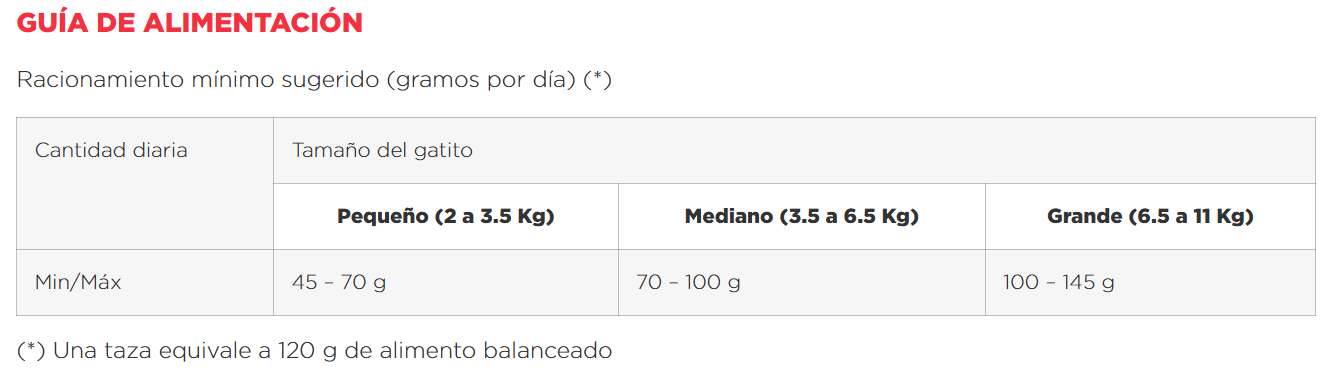 GUÍA DE ALIMENTACIÓN
Racionamiento mínimo sugerido (gramos por día) (*)
Cantidad diaria
Tamaño del gatito
Pequeño (2 a 3.5 Kg)
Mediano (3.5 a 6.5 Kg)
Grande (6.5 a 11 Kg)
Min/Máx
45 – 70 g
70 – 100 g
100 – 145 g
(*) Una taza equivale a 120 g de alimento balanceado